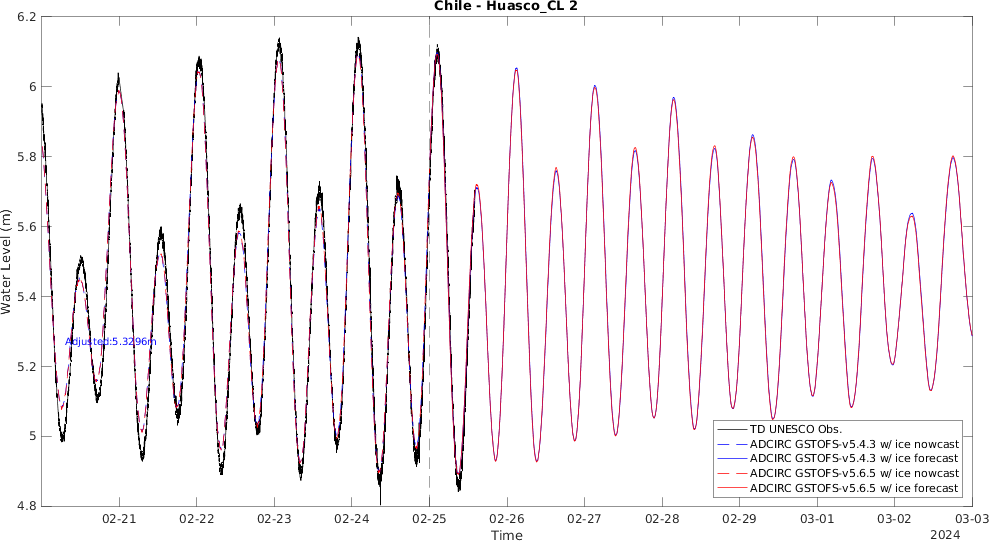 Chile - Huasco_CL 2
6.2
6
5.8
5.6
5.4
5.2
5
4.8
Water Level (m)
Adjusted:5.3296m
TD UNESCO Obs.
ADCIRC GSTOFS-v5.4.3 w/ ice nowcast
ADCIRC GSTOFS-v5.4.3 w/ ice forecast
ADCIRC GSTOFS-v5.6.5 w/ ice nowcast
ADCIRC GSTOFS-v5.6.5 w/ ice forecast
02-21 02-22 02-23 02-24 02-25 02-26 02-27 02-28 02-29 03-01 03-02 03-03
Time
2024